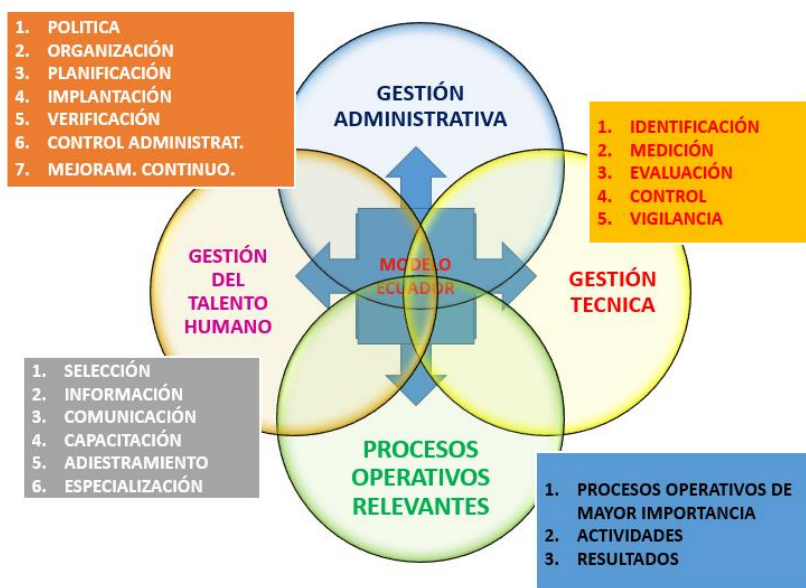 1. POLITICA
2. ORGANIZACIÓN
3. PLANIFICACIÓN
4. IMPLANTACIÓN
5. VERIFICACIÓN
6. CONTROL ADMINISTRAT.
7. MEJORAM. CONTINUO.
GESTIÓN
ADMINISTRATIVA
1. IDENTIFICACIÓN
2. MEDICIÓN
3. EVALUACIÓN
4. CONTROL
5. VIGILANCIA
GESTIÓN
DEL
TALENTO
HUMANO
MODELO
ECUADOR
GESTIÓN
TECNICA
1. SELECCIÓN
2. INFORMACIÓN
3. COMUNICACIÓN
4. CAPACITACIÓN
5. ADIESTRAMIENTO
6. ESPECIALIZACIÓN
PROCESOS
OPERATIVOS
RELEVANTES
1. PROCESOS OPERATIVOS DE
MAYOR IMPORTANCIA
2. ACTIVIDADES
3. RESULTADOS